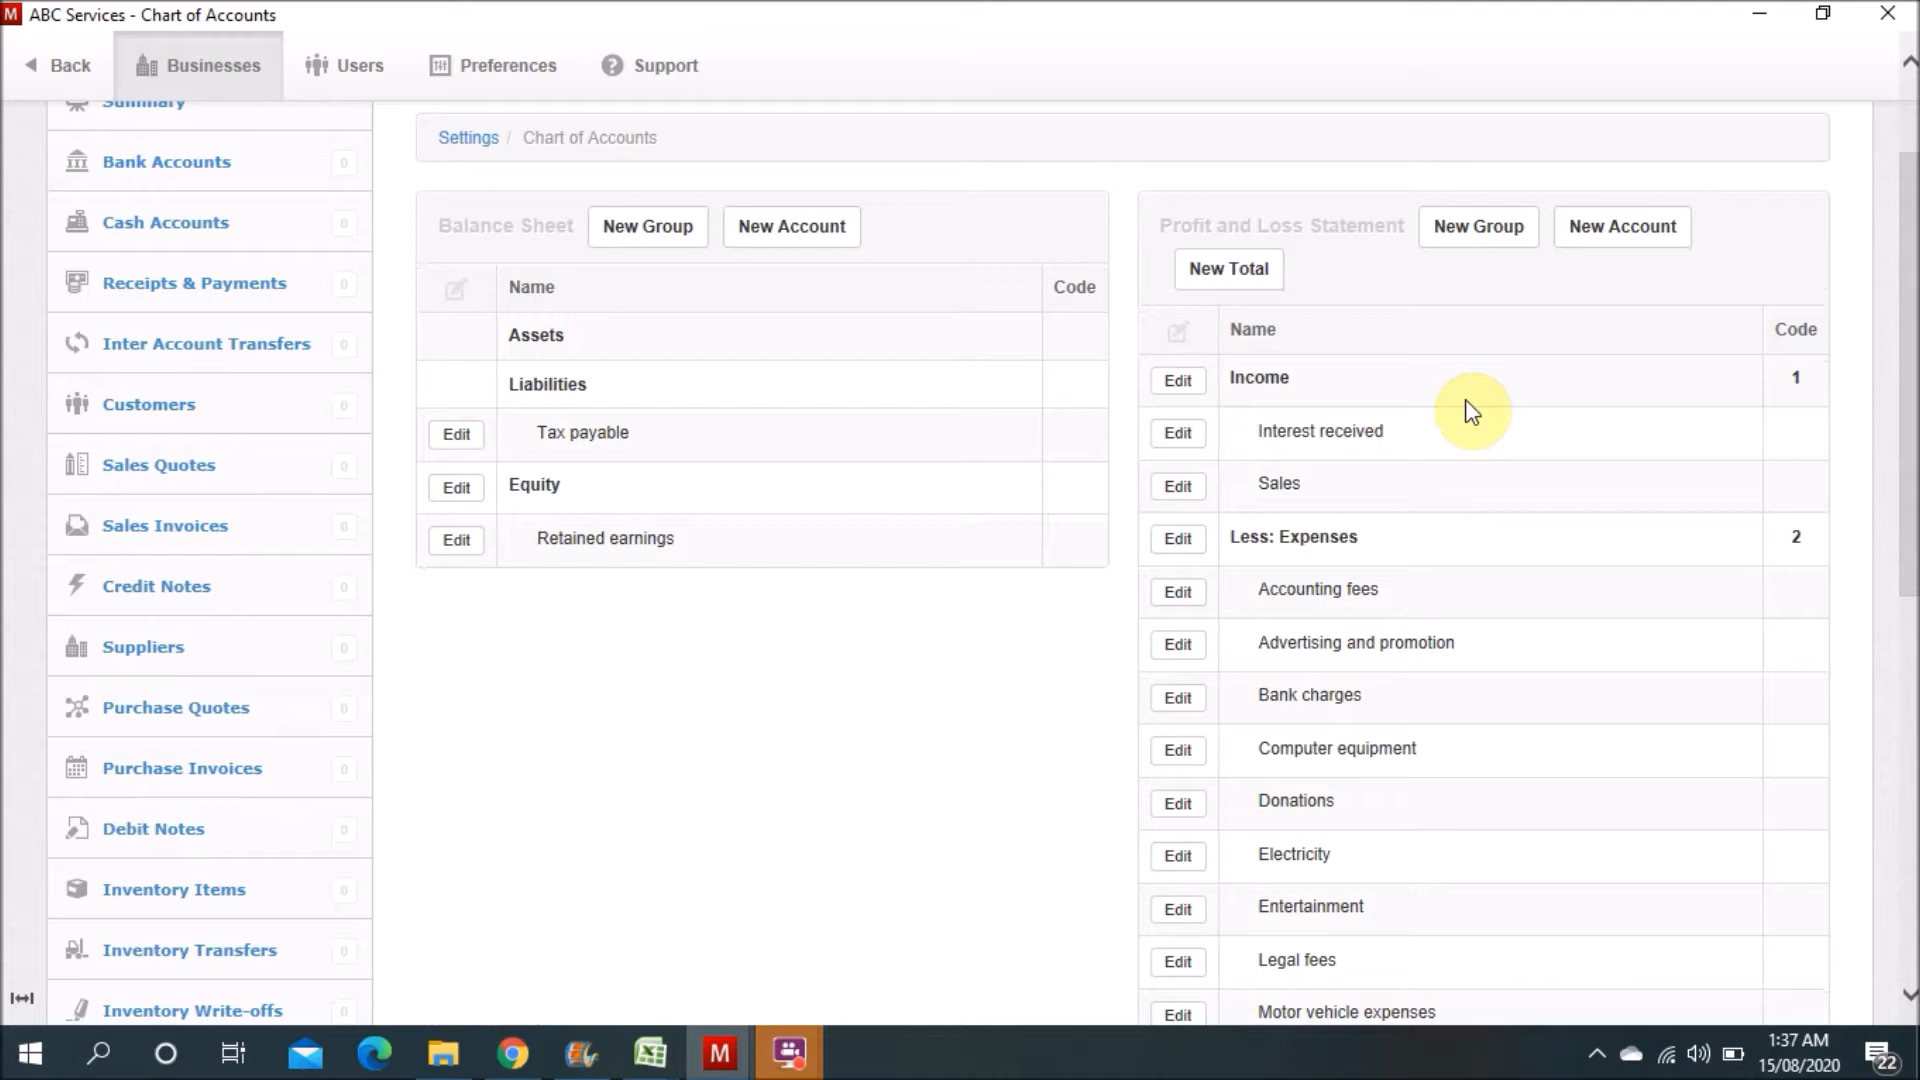 M ABC Services - Chart of Accounts
Back Businesses Users Preferences Support
Summary
Bank Accounts 0
Cash Accounts 0
Receipts & Payments 0
Inter Account Transfers 0
Customers 0
Sales Quotes 0
Sales Invoices 0
Credit Notes 0
Suppliers 0
Purchase Quotes 0
Purchase Invoices 0
Debit Notes 0
Inventory Items 0
Inventory Transfers 0
Inventory Write-offs 0
Settings / Chart of Accounts
Balance Sheet New Group New Account
Name Code
Assets
Liabilities
Edit Tax payable
Edit Equity
Edit Retained earnings
Profit and Loss Statement New Group New Account
New Total
Name Code
Edit Income 1
Edit Interest received
Edit Sales
Edit Less: Expenses 2
Edit Accounting fees
Edit Advertising and promotion
Edit Bank charges
Edit Computer equipment
Edit Donations
Edit Electricity
Edit Entertainment
Edit Legal fees
Edit Motor vehicle expenses
M
1:37 AM
15/08/2020
22